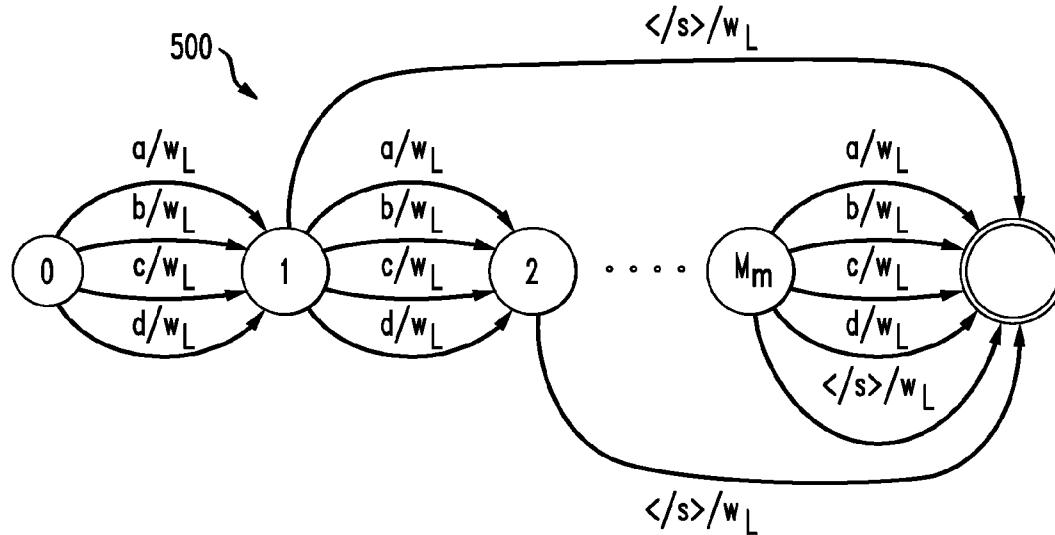 </s>/w_L
500
a/w_L a/w_L a/w_L
b/w_L b/w_L b/w_L
0 c/w_L 1 c/w_L 2 M_m c/w_L
d/w_L d/w_L d/w_L
</s>/w_L
</s>/w_L